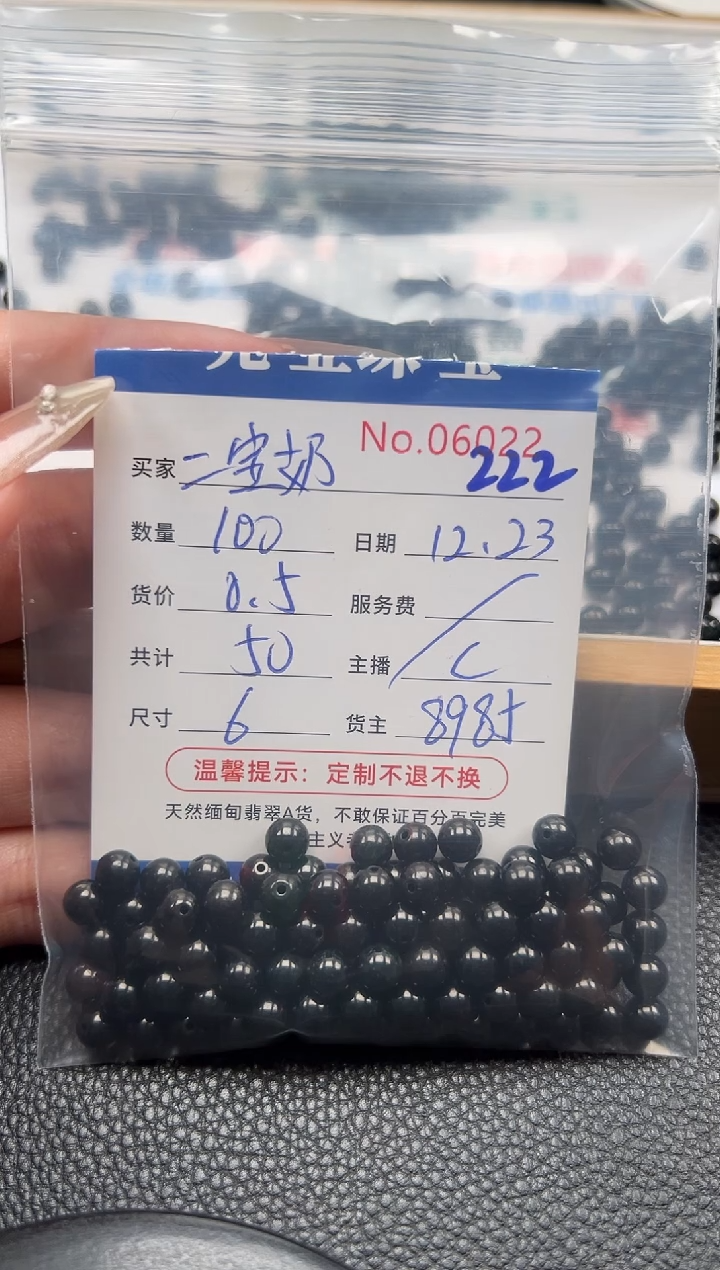 No.06022
买家 二宝奶 222
数量 100 日期 12.23
货价 0.5 服务费 /
共计 50 主播 C
尺寸 6 货主 8985
温馨提示：定制不退不换
天然缅甸翡翠A货，不敢保证百分百完美
主义